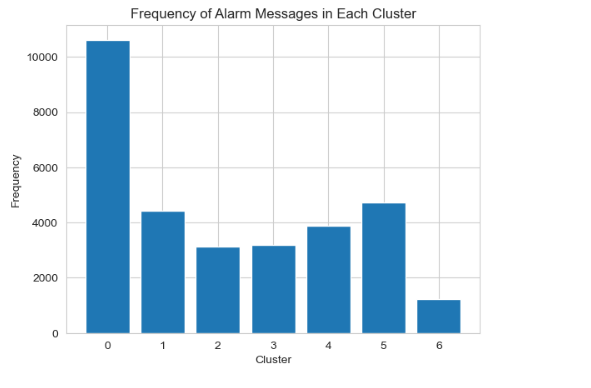 Frequency of Alarm Messages in Each Cluster
10000
8000
6000
4000
2000
0
Frequency
0 1 2 3 4 5 6
Cluster